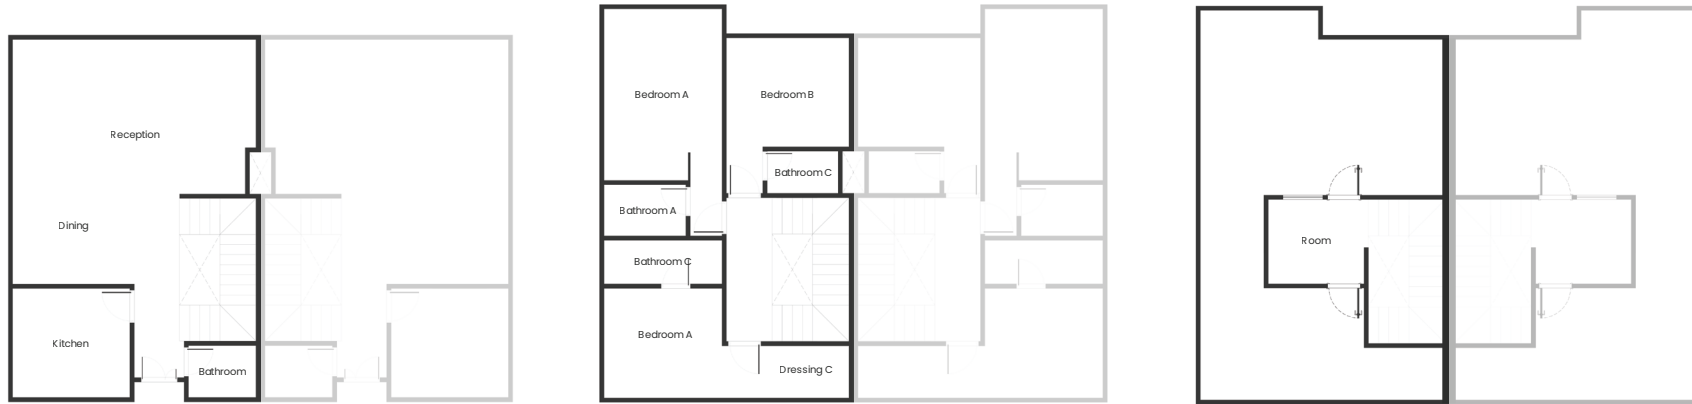 Reception
Dining
Kitchen
Bathroom
Bedroom A
Bedroom B
Bathroom C
Bathroom A
Bathroom C
Bedroom A
Dressing C
Room